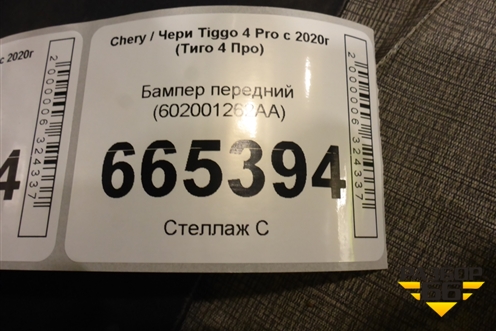 Chery / Чери Tiggo 4 Pro с 2020г
(Тиго 4 Про)
Бампер передний
665394
Стеллаж С
2000006324337
с 2020г
4
2000006324337